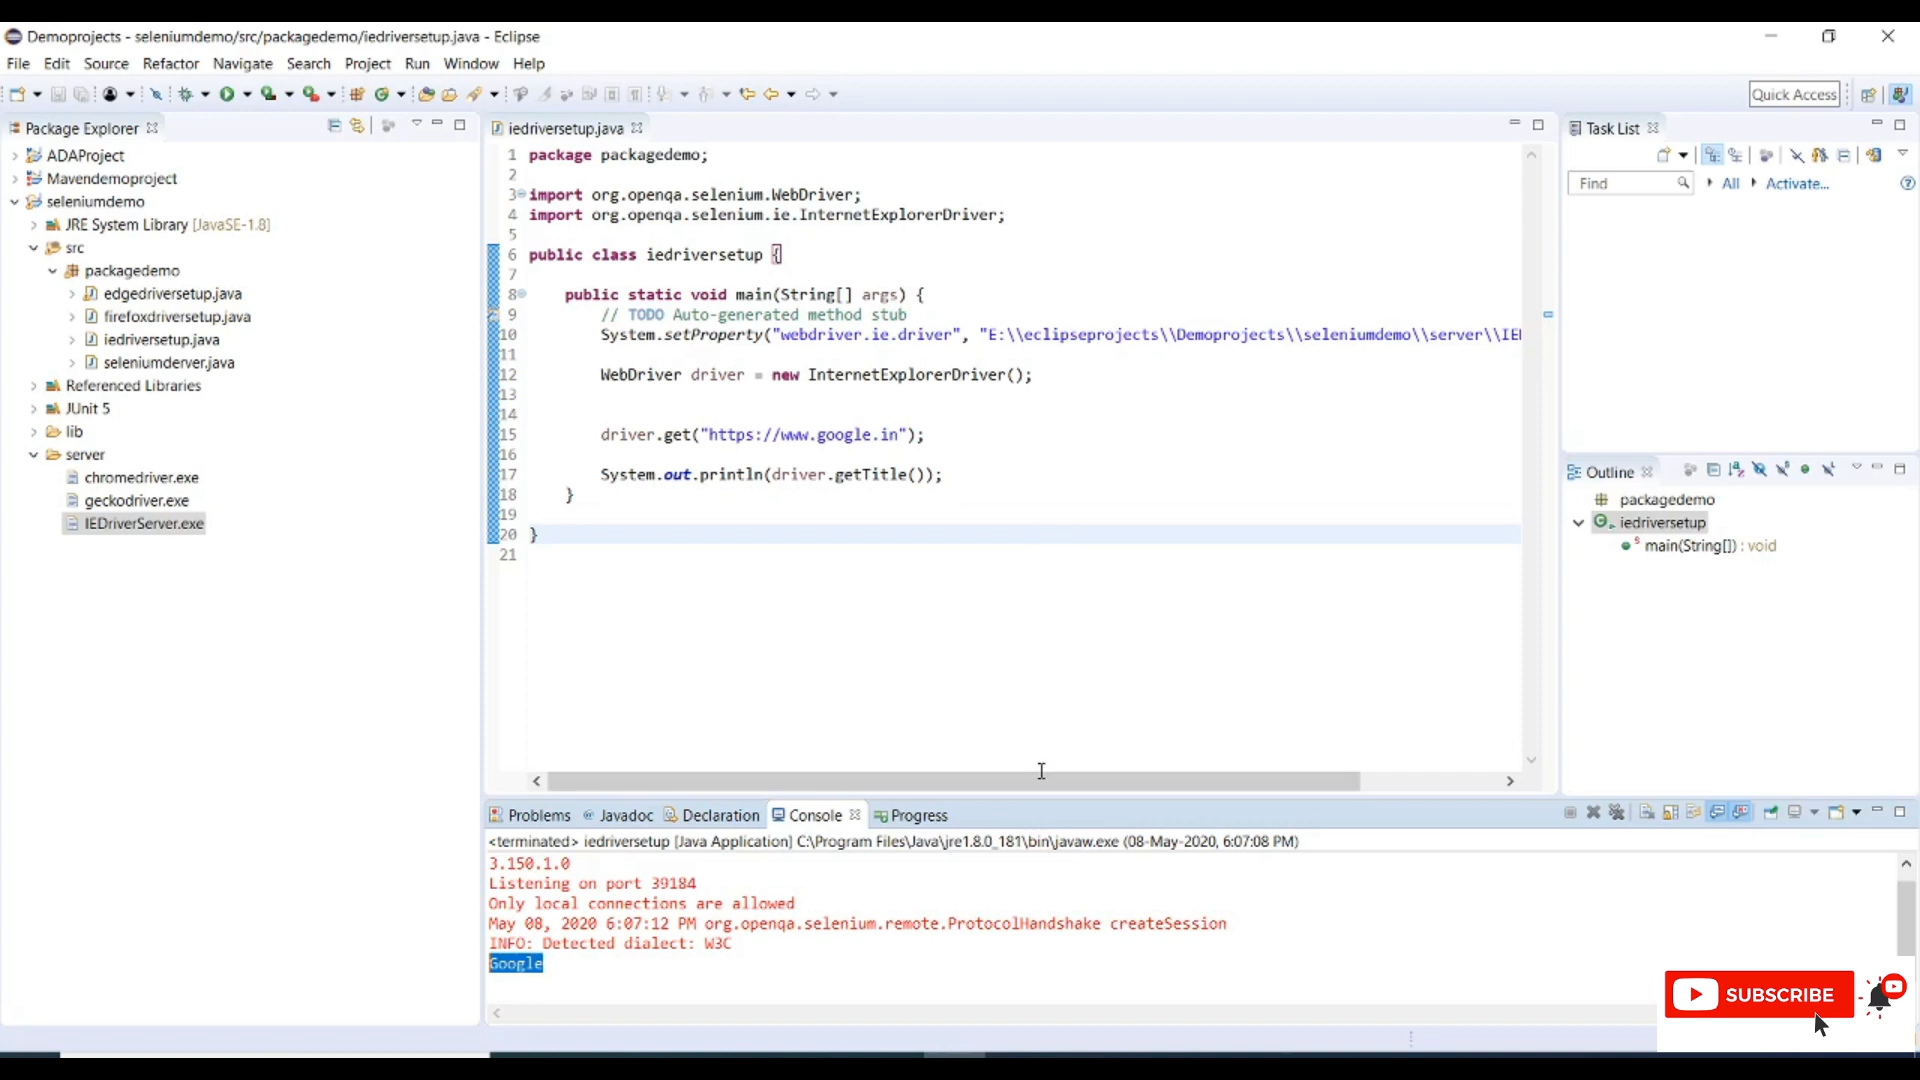 Demoprojects - seleniumdemo/src/packagedemo/iedriversetup.java - Eclipse
File Edit Source Refactor Navigate Search Project Run Window Help
Quick Access
Package Explorer
ADAProject
Mavendemoproject
seleniumdemo
JRE System Library [JavaSE-1.8]
src
packagedemo
edgedriversetup.java
firefoxdriversetup.java
iedriversetup.java
seleniumderver.java
Referenced Libraries
JUnit 5
lib
server
chromedriver.exe
geckodriver.exe
IEDriverServer.exe
iedriversetup.java
1 package packagedemo;
2
3 import org.openqa.selenium.WebDriver;
4 import org.openqa.selenium.ie.InternetExplorerDriver;
5
6 public class iedriversetup {
7
8 public static void main(String[] args) {
9 // TODO Auto-generated method stub
10 System.setProperty("webdriver.ie.driver", "E:\\eclipseprojects\\Demoprojects\\seleniumdemo\\server\\IE
11
12 WebDriver driver = new InternetExplorerDriver();
13
14
15 driver.get("https://www.google.in");
16
17 System.out.println(driver.getTitle());
18 }
19
20 }
21
Task List
Find All Activate...
Outline
packagedemo
iedriversetup
main(String[]) : void
Problems Javadoc Declaration Console Progress
<terminated> iedriversetup [Java Application] C:\Program Files\Java\jre1.8.0_181\bin\javaw.exe (08-May-2020, 6:07:08 PM)
3.150.1.0
Listening on port 39184
Only local connections are allowed
May 08, 2020 6:07:12 PM org.openqa.selenium.remote.ProtocolHandshake createSession
INFO: Detected dialect: W3C
Google
SUBSCRIBE